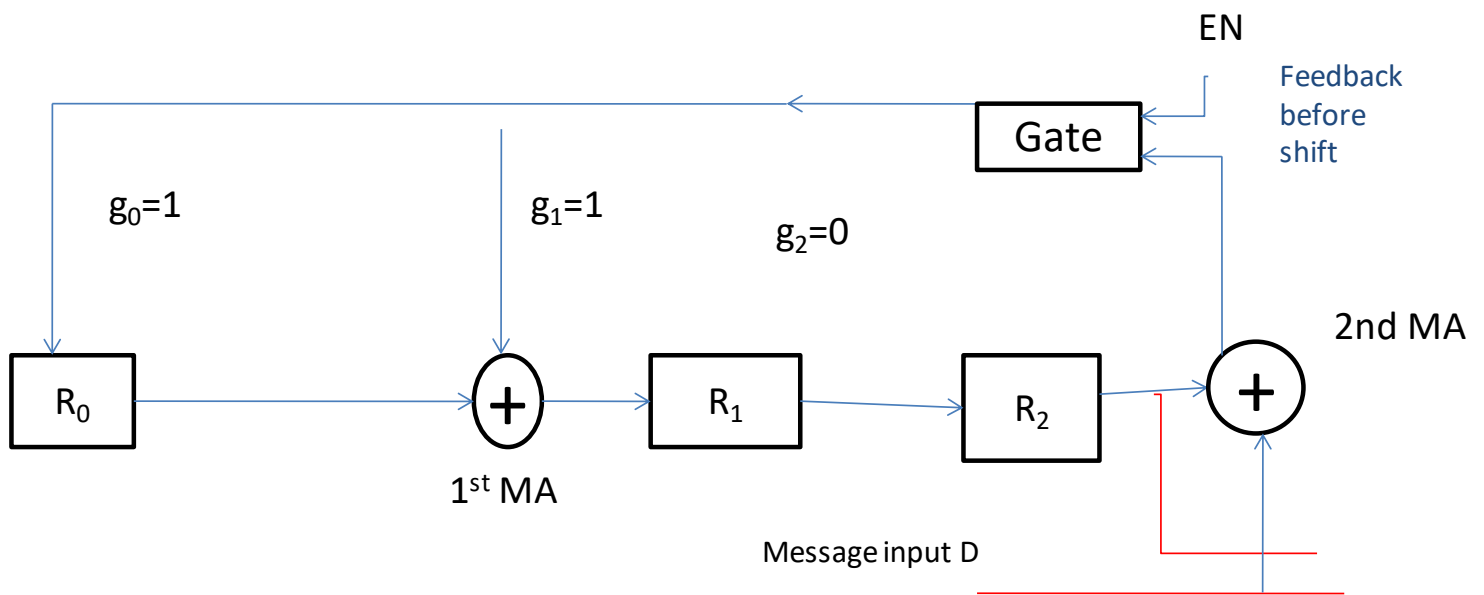 EN
Feedback
before
shift
Gate
g₀=1
g₁=1
g₂=0
2nd MA
R₀
+
R₁
R₂
+
1ˢᵗ MA
Message input D